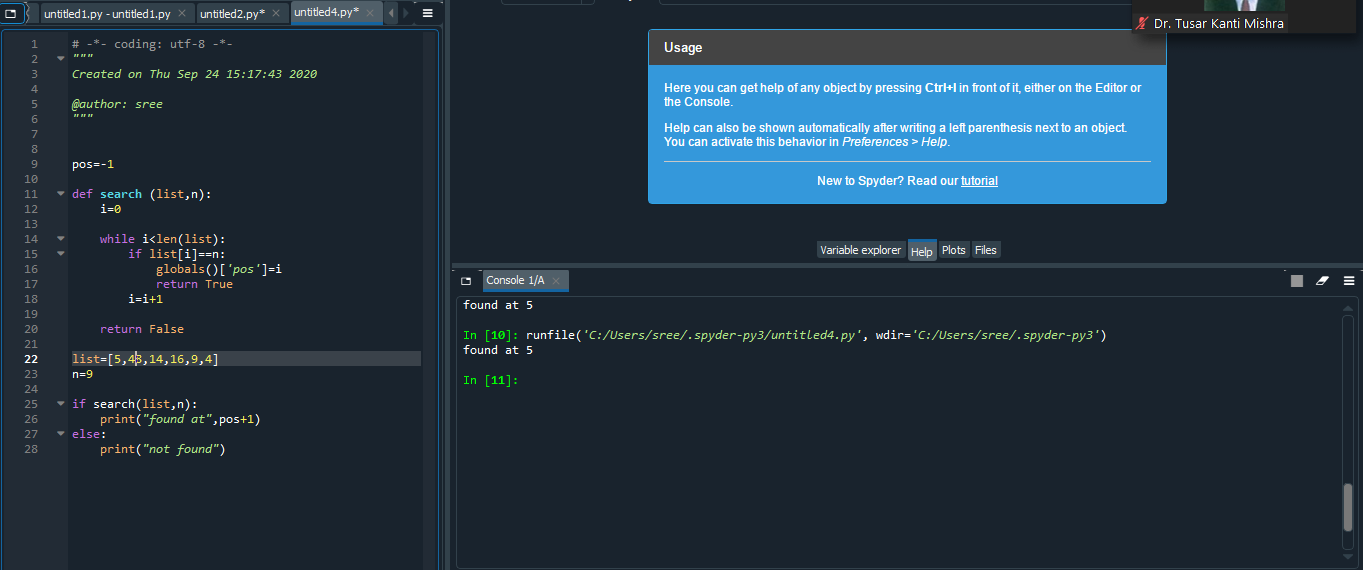 untitled1.py - untitled1.py
untitled2.py*
untitled4.py*
1 # -*- coding: utf-8 -*-
2 """
3 Created on Thu Sep 24 15:17:43 2020
4
5 @author: sree
6 """
7
8
9 pos=-1
10
11 def search (list,n):
12     i=0
13
14     while i<len(list):
15         if list[i]==n:
16             globals()['pos']=i
17             return True
18         i=i+1
19
20     return False
21
22 list=[5,43,14,16,9,4]
23 n=9
24
25 if search(list,n):
26     print("found at",pos+1)
27 else:
28     print("not found")
Dr. Tusar Kanti Mishra
Usage
Here you can get help of any object by pressing Ctrl+I in front of it, either on the Editor or
the Console.
Help can also be shown automatically after writing a left parenthesis next to an object.
You can activate this behavior in Preferences > Help.
New to Spyder? Read our tutorial
Variable explorer Help Plots Files
Console 1/A
found at 5
In [10]: runfile('C:/Users/sree/.spyder-py3/untitled4.py', wdir='C:/Users/sree/.spyder-py3')
found at 5
In [11]: